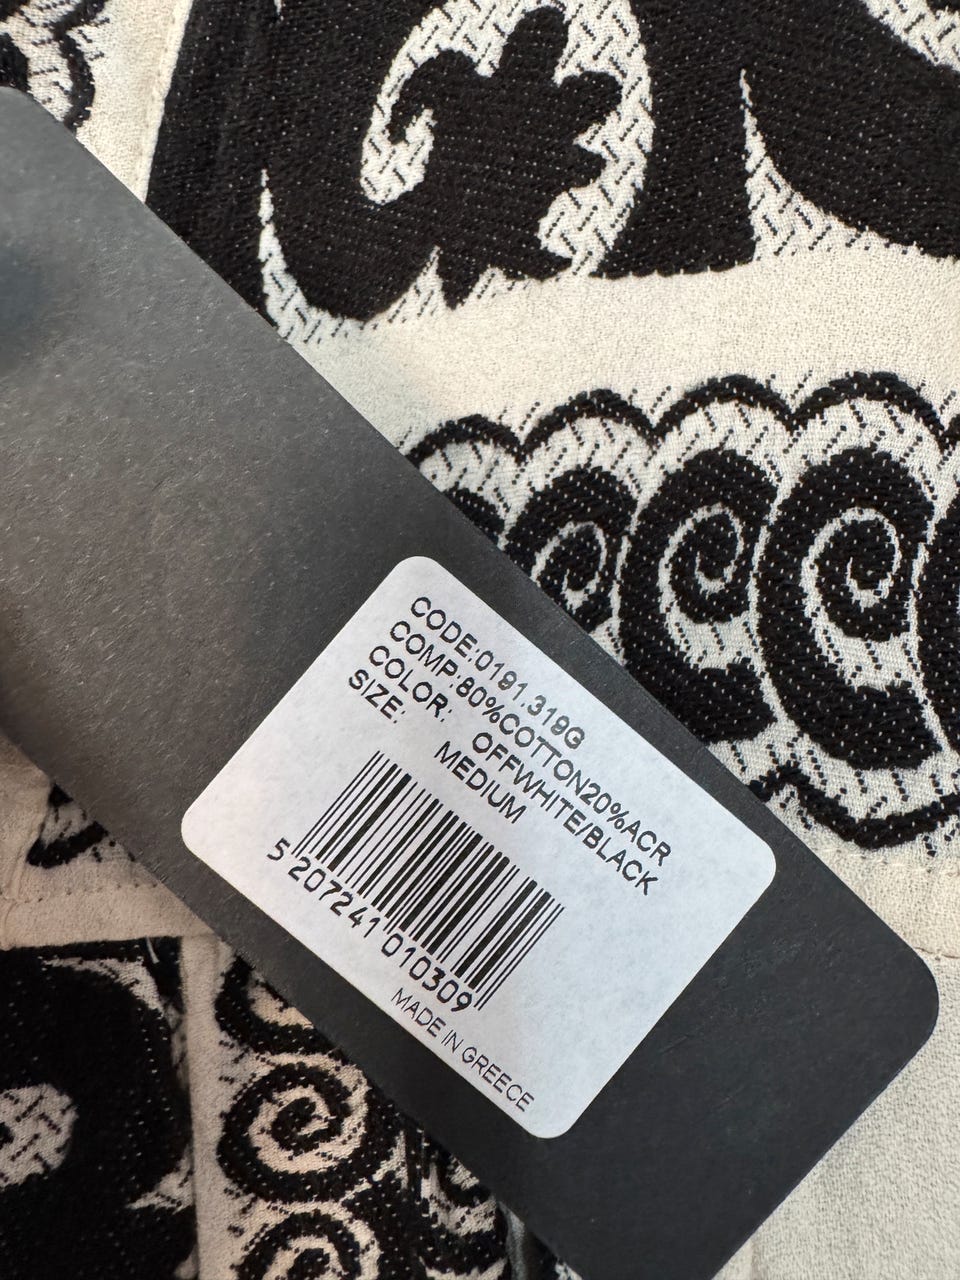 CODE:0191.319G
COMP:80%COTTON20%ACR
COLOR: OFFWHITE/BLACK
SIZE: MEDIUM
5 207241 010309
MADE IN GREECE